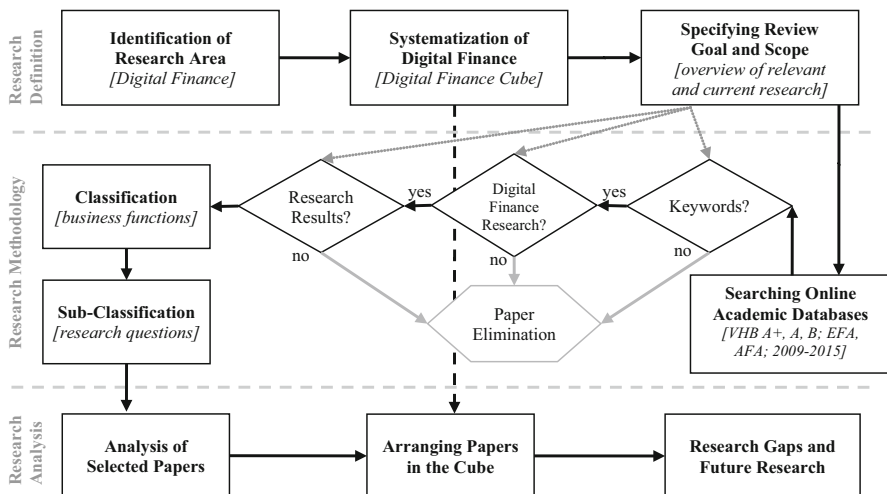 Research
Definition
Identification of
Research Area
[Digital Finance]
Systematization of
Digital Finance
[Digital Finance Cube]
Specifying Review
Goal and Scope
[overview of relevant
and current research]
Research Methodology
Classification
[business functions]
Research
Results?
yes
Digital
Finance
Research?
yes
Keywords?
no
no
no
Sub-Classification
[research questions]
Paper
Elimination
Searching Online
Academic Databases
[VHB A+, A, B; EFA,
AFA; 2009-2015]
Research
Analysis
Analysis of
Selected Papers
Arranging Papers
in the Cube
Research Gaps and
Future Research